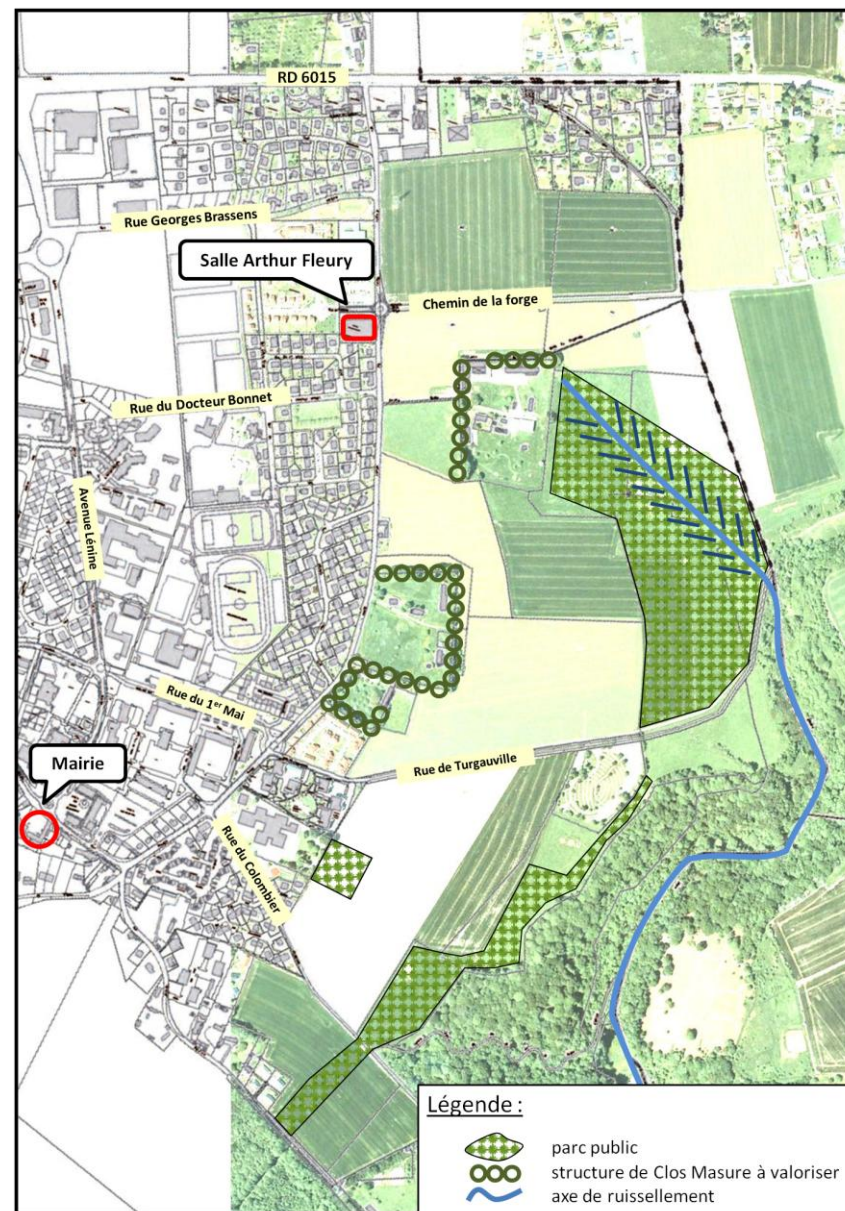 RD 6015
Rue Georges Brassens
Salle Arthur Fleury
Chemin de la forge
Rue du Docteur Bonnet
Avenue Lénine
Rue du 1er Mai
Mairie
Rue de Turgauville
Rue du Colombier
Légende :
parc public
structure de Clos Masure à valoriser
axe de ruissellement